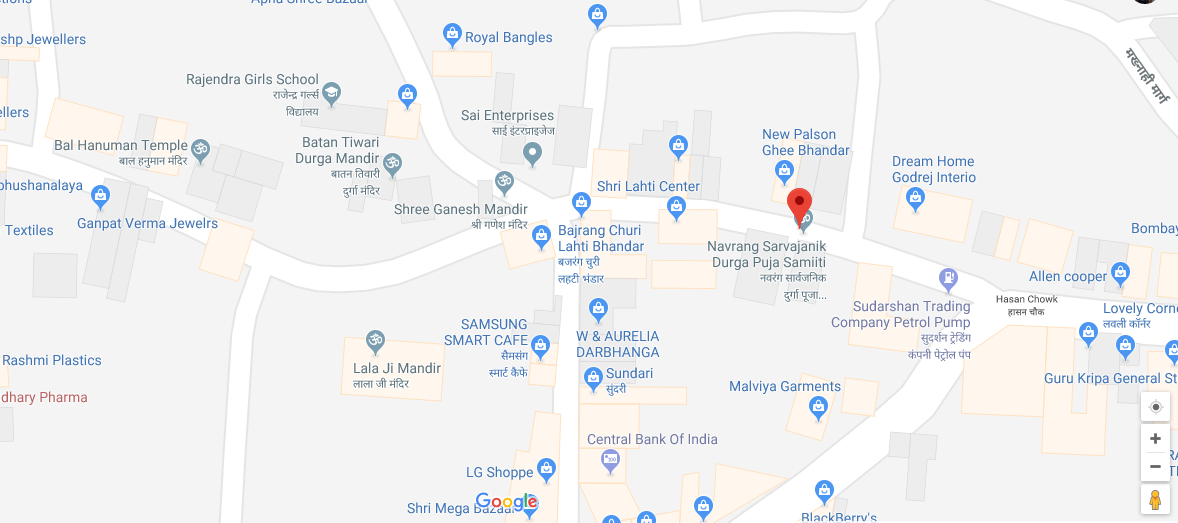 Apna Shree Bazaar
shp Jewellers
Royal Bangles
मखनाही मार्ग
Rajendra Girls School
राजेन्द्र गर्ल्स
विद्यालय
ellers
Sai Enterprises
साई इंटरप्राइजेज
New Palson
Ghee Bhandar
Bal Hanuman Temple
बाल हनुमान मंदिर
Batan Tiwari
Durga Mandir
बातन तिवारी
दुर्गा मंदिर
Dream Home
Godrej Interio
bhushanalaya
Shri Lahti Center
Ganpat Verma Jewelrs
Shree Ganesh Mandir
श्री गणेश मंदिर
Textiles
Bajrang Churi
Lahti Bhandar
बजरंग चुरी
लहटी भंडार
Navrang Sarvajanik
Durga Puja Samiiti
नवरंग सार्वजनिक
दुर्गा पूजा...
Bombay
Allen cooper
Hasan Chowk
हासन चौक
Sudarshan Trading
Company Petrol Pump
सुदर्शन ट्रेडिंग
कंपनी पेट्रोल पंप
Lovely Corne
लवली कॉर्नर
SAMSUNG
SMART CAFE
सैमसंग
स्मार्ट कैफे
W & AURELIA
DARBHANGA
Rashmi Plastics
Lala Ji Mandir
लाला जी मंदिर
Sundari
सुंदरी
Malviya Garments
Guru Kripa General St
dhary Pharma
Central Bank Of India
LG Shoppe
Shri Mega Bazaar
Google
BlackBerry's